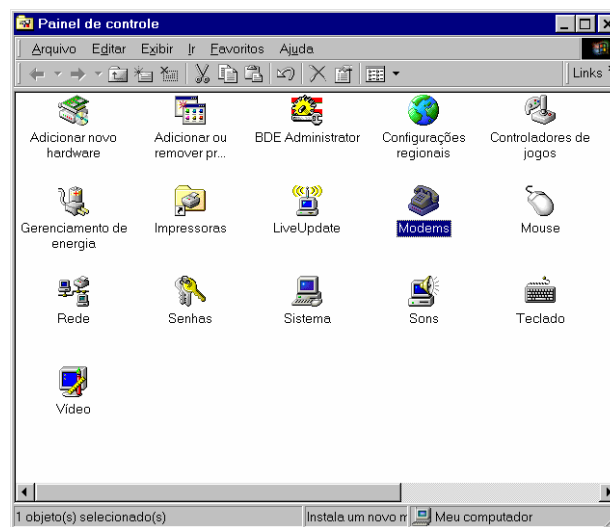 Painel de controle
Arquivo Editar Exibir Ir Favoritos Ajuda
Links
Adicionar novo hardware
Adicionar ou remover pr...
BDE Administrator
Configurações regionais
Controladores de jogos
Gerenciamento de energia
Impressoras
LiveUpdate
Modems
Mouse
Rede
Senhas
Sistema
Sons
Teclado
Vídeo
1 objeto(s) selecionado(s)
Instala um novo
Meu computador